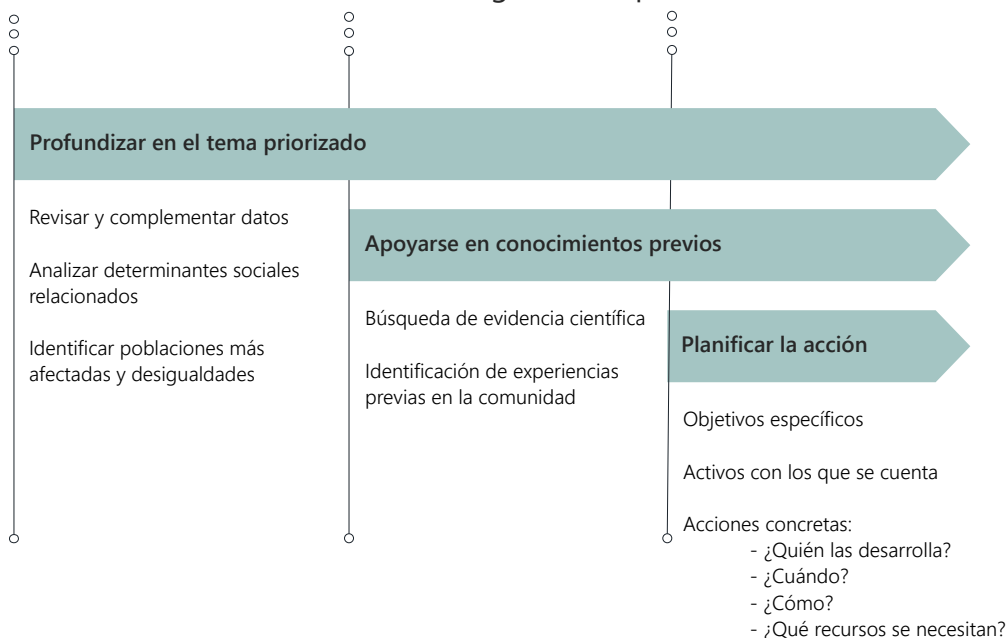 Profundizar en el tema priorizado
Revisar y complementar datos
Analizar determinantes sociales
relacionados
Identificar poblaciones más
afectadas y desigualdades
Apoyarse en conocimientos previos
Búsqueda de evidencia científica
Identificación de experiencias
previas en la comunidad
Planificar la acción
Objetivos específicos
Activos con los que se cuenta
Acciones concretas:
- ¿Quién las desarrolla?
- ¿Cuándo?
- ¿Cómo?
- ¿Qué recursos se necesitan?